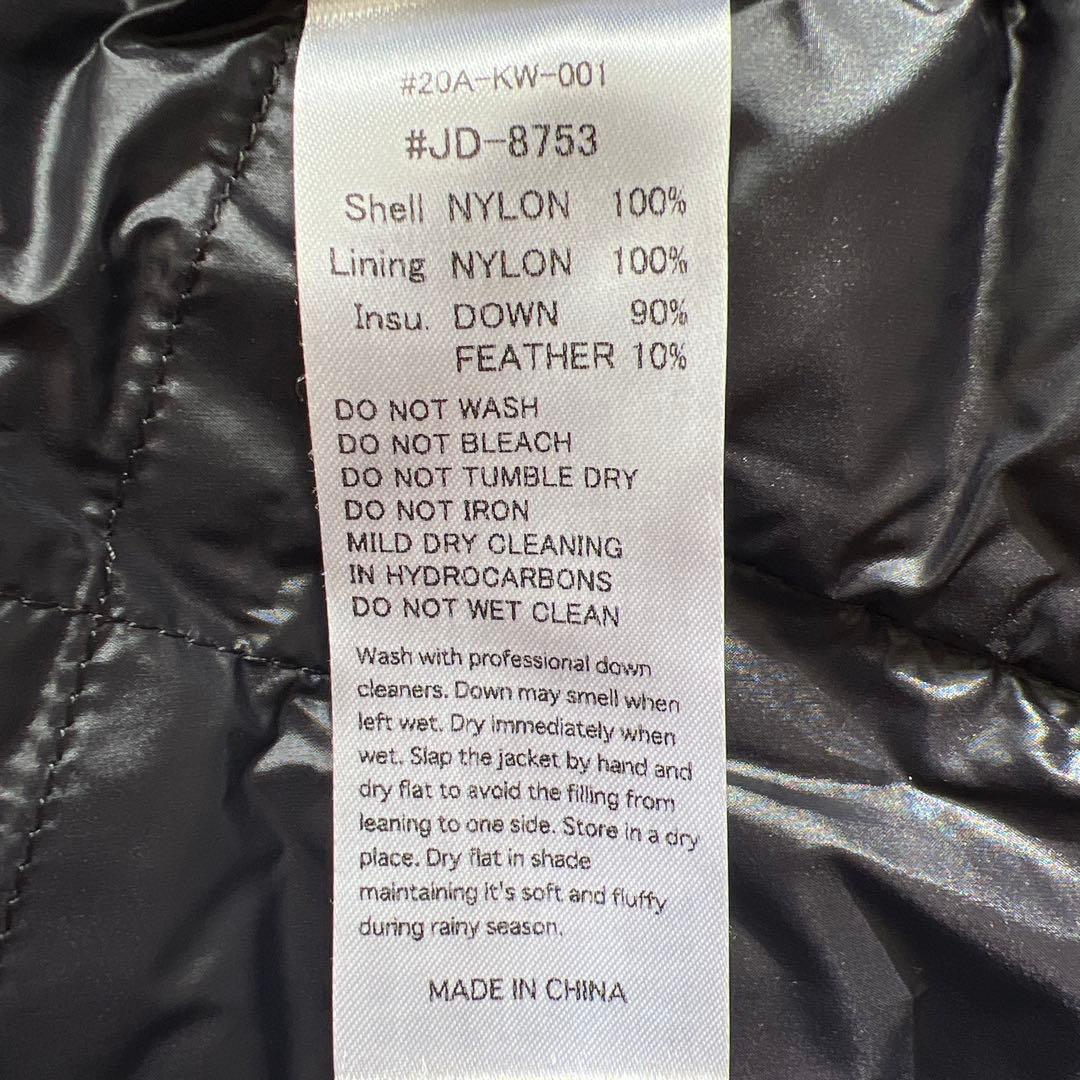 #20A-KW-001
#JD-8753
Shell NYLON 100%
Lining NYLON 100%
Insu. DOWN 90%
FEATHER 10%
DO NOT WASH
DO NOT BLEACH
DO NOT TUMBLE DRY
DO NOT IRON
MILD DRY CLEANING
IN HYDROCARBONS
DO NOT WET CLEAN
Wash with professional down
cleaners. Down may smell when
left wet. Dry immediately when
wet. Slap the jacket by hand and
dry flat to avoid the filling from
leaning to one side. Store in a dry
place. Dry flat in shade
maintaining it's soft and fluffy
during rainy season.
MADE IN CHINA